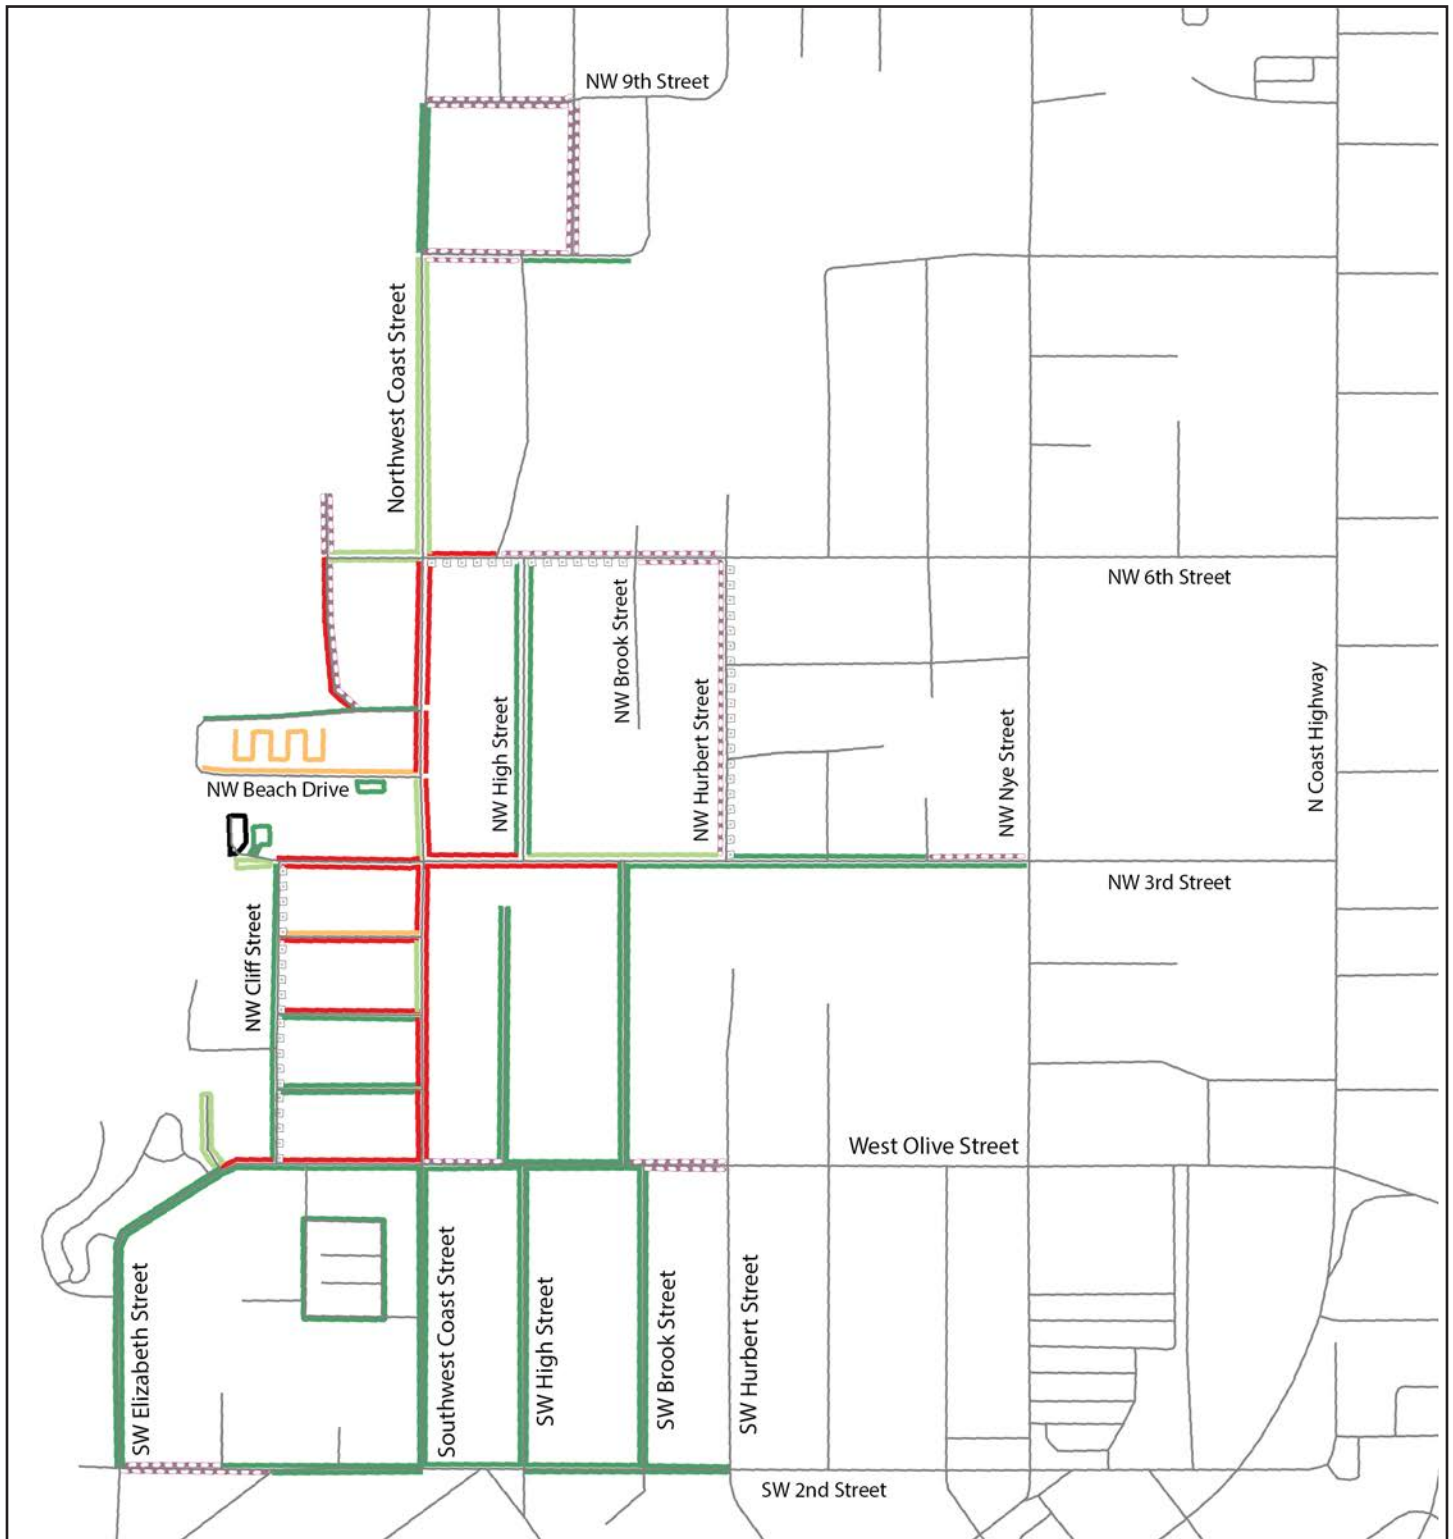 NW 9th Street
Northwest Coast Street
NW 6th Street
NW Brook Street
N Coast Highway
NW High Street
NW Hurbert Street
NW Nye Street
NW Beach Drive
NW 3rd Street
NW Cliff Street
West Olive Street
SW Elizabeth Street
Southwest Coast Street
SW High Street
SW Brook Street
SW Hurbert Street
SW 2nd Street